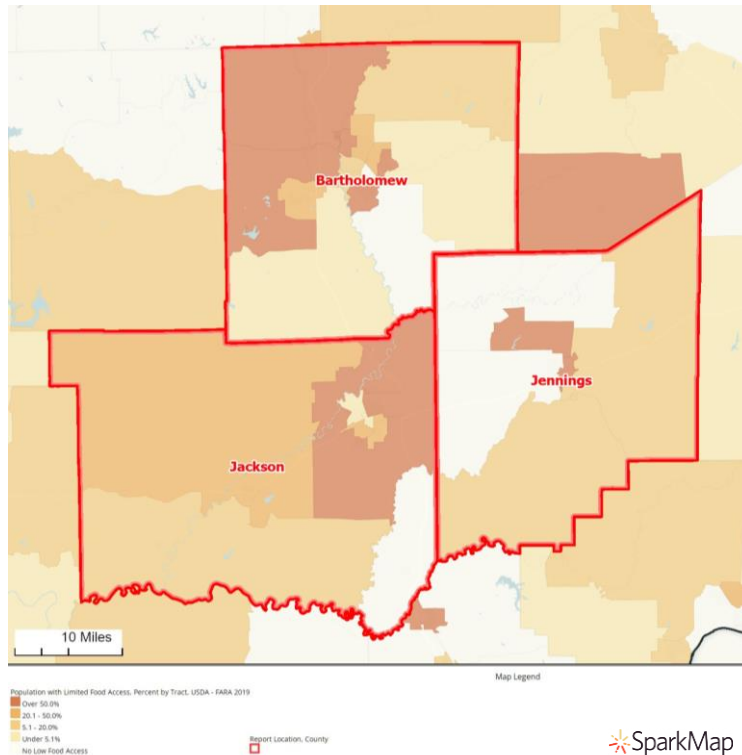 Bartholomew
Jennings
Jackson
10 Miles
Map Legend
Population with Limited Food Access, Percent by Tract, USDA - FARA 2019
Over 50.0%
20.1 - 50.0%
5.1 - 20.0%
Under 5.1%
No Low Food Access
Report Location, County
SparkMap